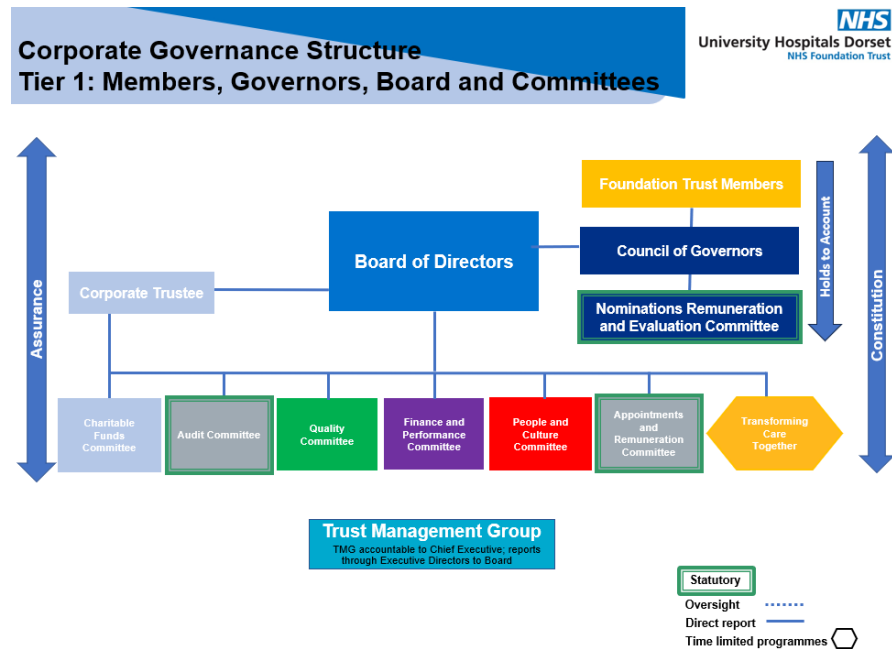 NHS
University Hospitals Dorset
NHS Foundation Trust
Corporate Governance Structure
Tier 1: Members, Governors, Board and Committees
Assurance
Constitution
Holds to Account
Foundation Trust Members
Board of Directors
Council of Governors
Corporate Trustee
Nominations Remuneration
and Evaluation Committee
Charitable
Funds
Committee
Audit Committee
Quality
Committee
Finance and
Performance
Committee
People and
Culture
Committee
Appointments
and
Remuneration
Committee
Transforming
Care
Together
Trust Management Group
TMG accountable to Chief Executive; reports
through Executive Directors to Board
Statutory
Oversight
Direct report
Time limited programmes